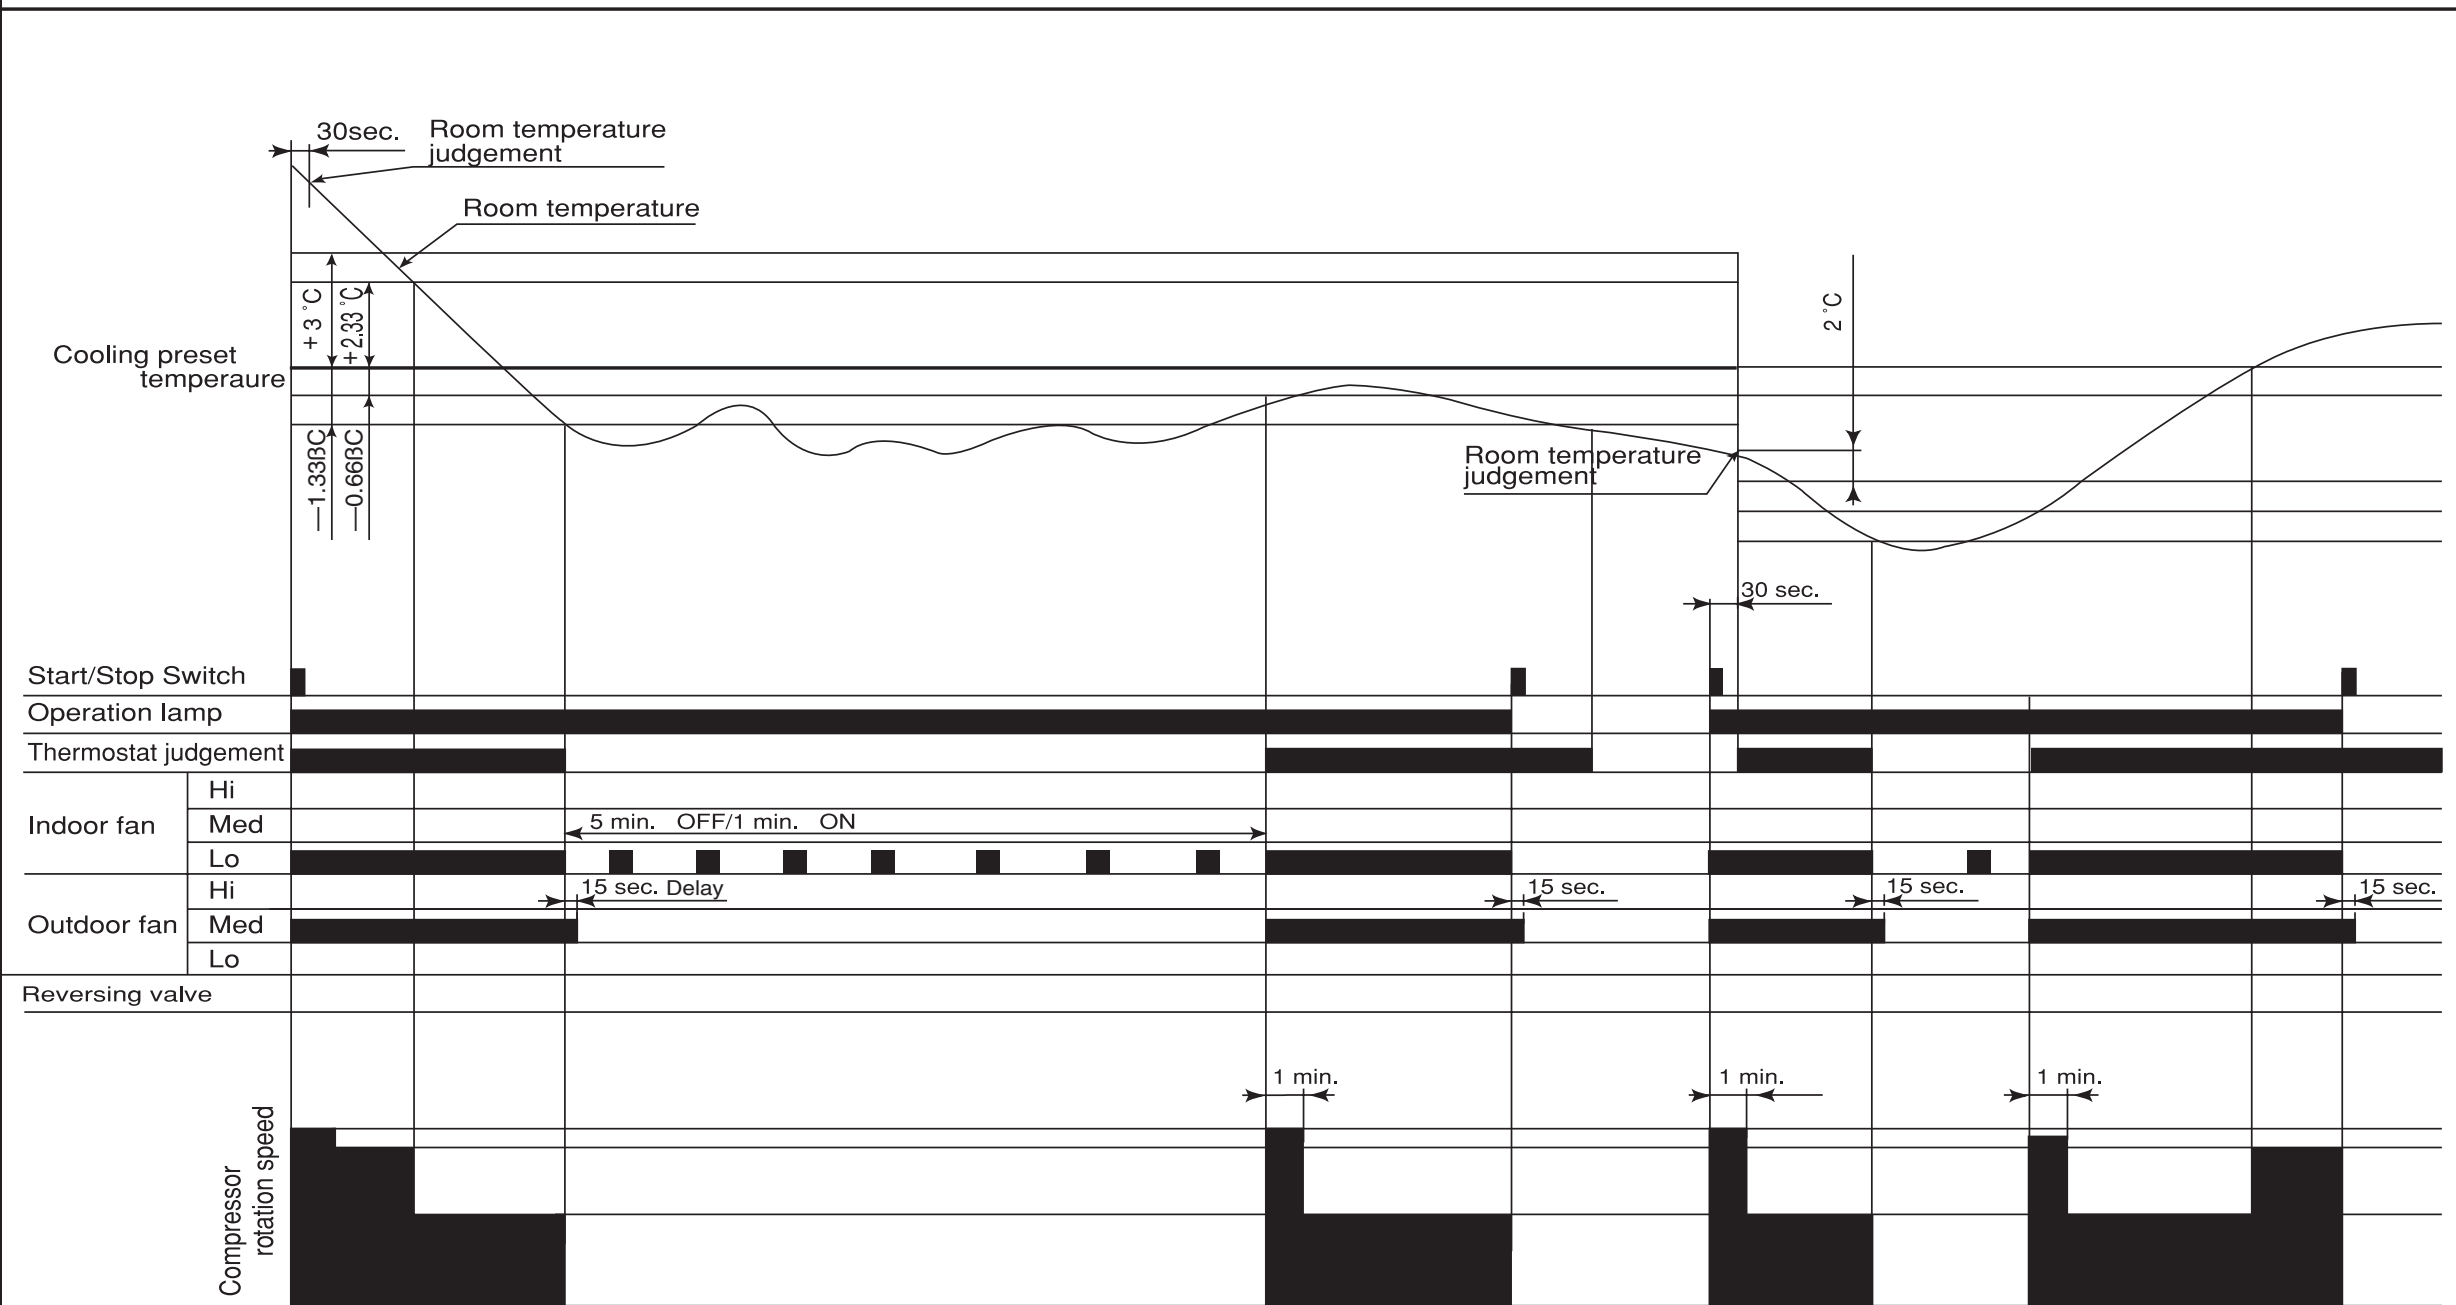 30sec.
Room temperature
judgement
Room temperature
+ 3 °C
+ 2.33 °C
2 °C
Cooling preset
temperaure
—1.33βC
—0.66βC
Room temperature
judgement
30 sec.
Start/Stop Switch
Operation lamp
Thermostat judgement
Hi
Indoor fan
Med
5 min. OFF/1 min. ON
Lo
Hi
15 sec. Delay
15 sec.
15 sec.
15 sec.
Outdoor fan
Med
Lo
Reversing valve
1 min.
1 min.
1 min.
Compressor
rotation speed